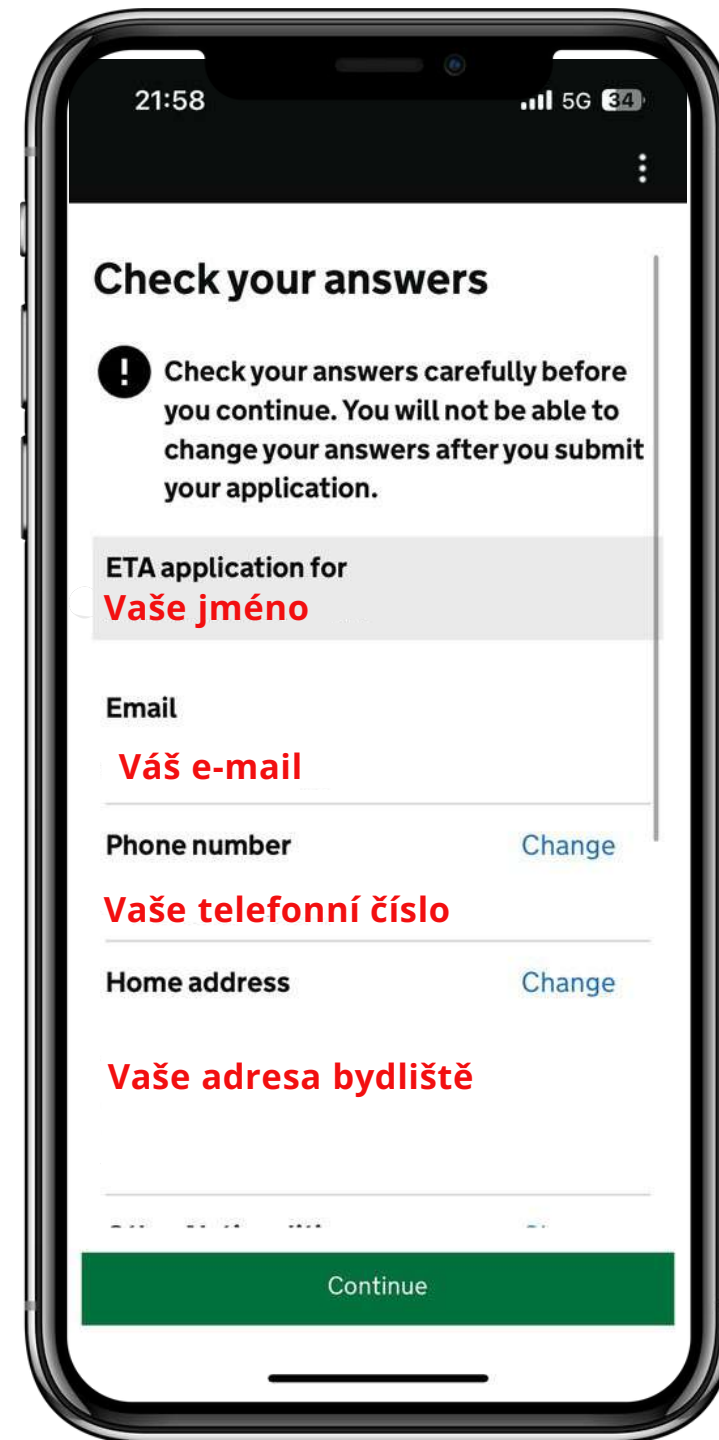 21:58 5G 34
Check your answers
! Check your answers carefully before
you continue. You will not be able to
change your answers after you submit
your application.
ETA application for
Vaše jméno
Email
Váš e-mail
Phone number Change
Vaše telefonní číslo
Home address Change
Vaše adresa bydliště
Continue